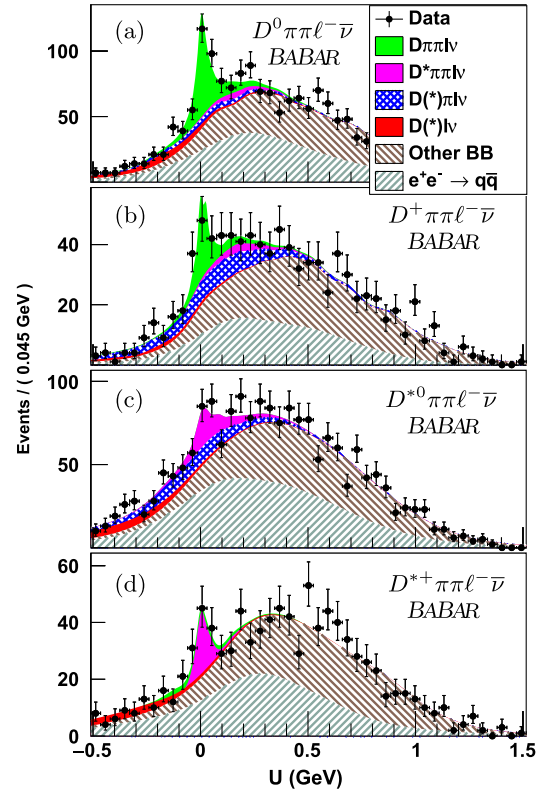 (a)
D⁰ππℓ⁻ν̅
BABAR
100
50
Data
Dππlν
D*ππlν
D(*)πlν
D(*)lν
Other BB
e⁺e⁻ → qq̅
(b)
D⁺ππℓ⁻ν̅
BABAR
40
20
Events / ( 0.045 GeV )
(c)
D*⁰ππℓ⁻ν̅
BABAR
100
50
(d)
D*⁺ππℓ⁻ν̅
BABAR
60
40
20
0
−0.5 0 0.5 1 1.5
U (GeV)